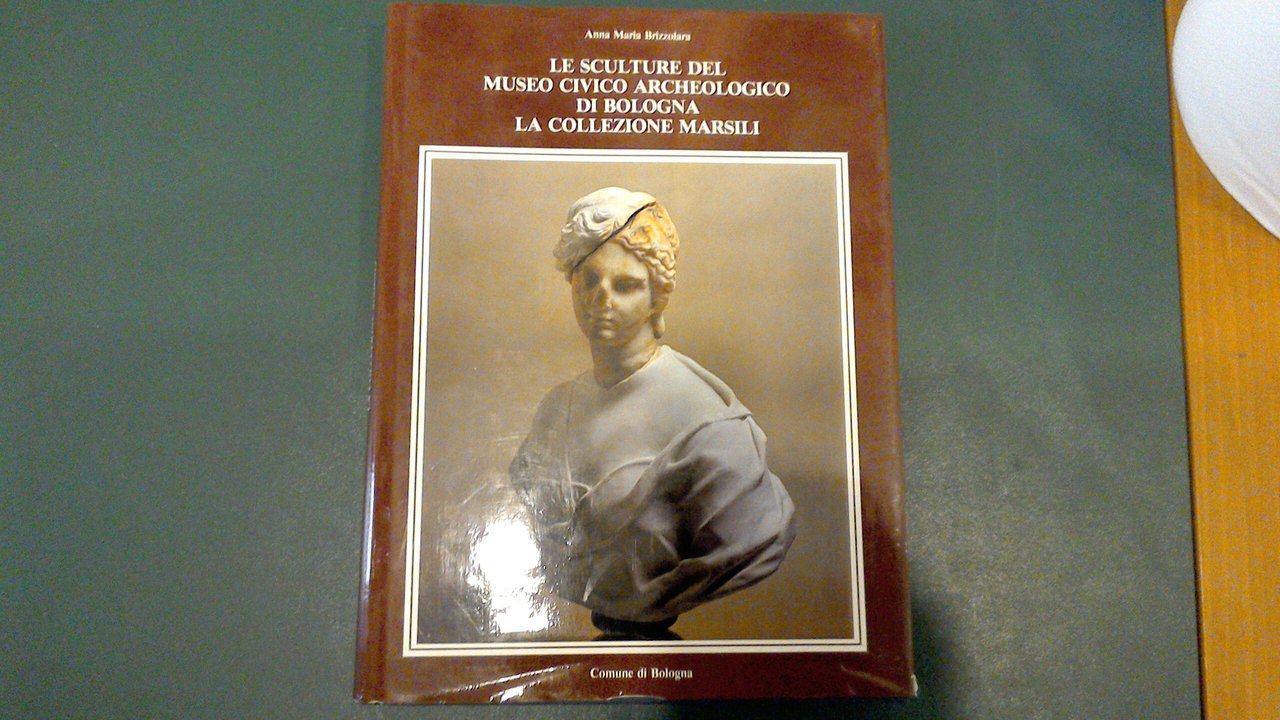 Anna Maria Brizzolara
LE SCULTURE DEL
MUSEO CIVICO ARCHEOLOGICO
DI BOLOGNA
LA COLLEZIONE MARSILI
Comune di Bologna